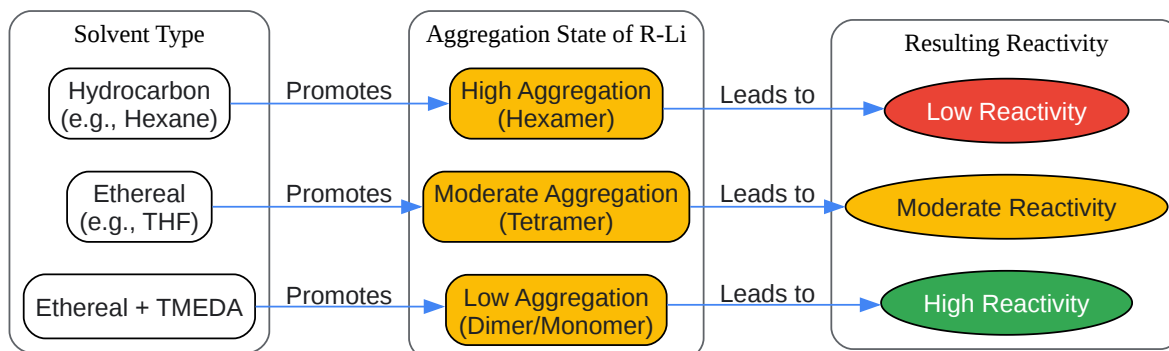 Solvent Type
Aggregation State of R-Li
Resulting Reactivity
Hydrocarbon
(e.g., Hexane)
Promotes
High Aggregation
(Hexamer)
Leads to
Low Reactivity
Ethereal
(e.g., THF)
Promotes
Moderate Aggregation
(Tetramer)
Leads to
Moderate Reactivity
Ethereal + TMEDA
Promotes
Low Aggregation
(Dimer/Monomer)
Leads to
High Reactivity